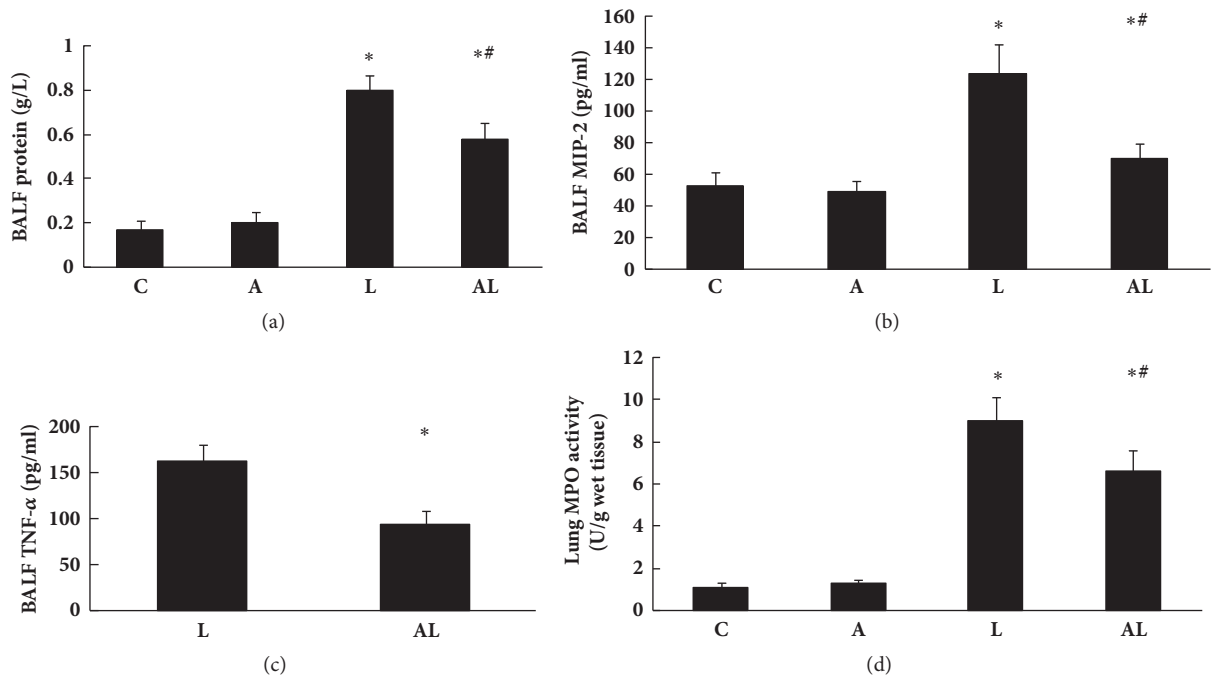 BALF protein (g/L)
1
0.8
0.6
0.4
0.2
0
*
*#
C A L AL
(a)
BALF MIP-2 (pg/ml)
160
140
120
100
80
60
40
20
0
*
*#
C A L AL
(b)
BALF TNF-α (pg/ml)
200
150
100
50
0
*
L AL
(c)
Lung MPO activity
(U/g wet tissue)
12
10
8
6
4
2
0
*
*#
C A L AL
(d)